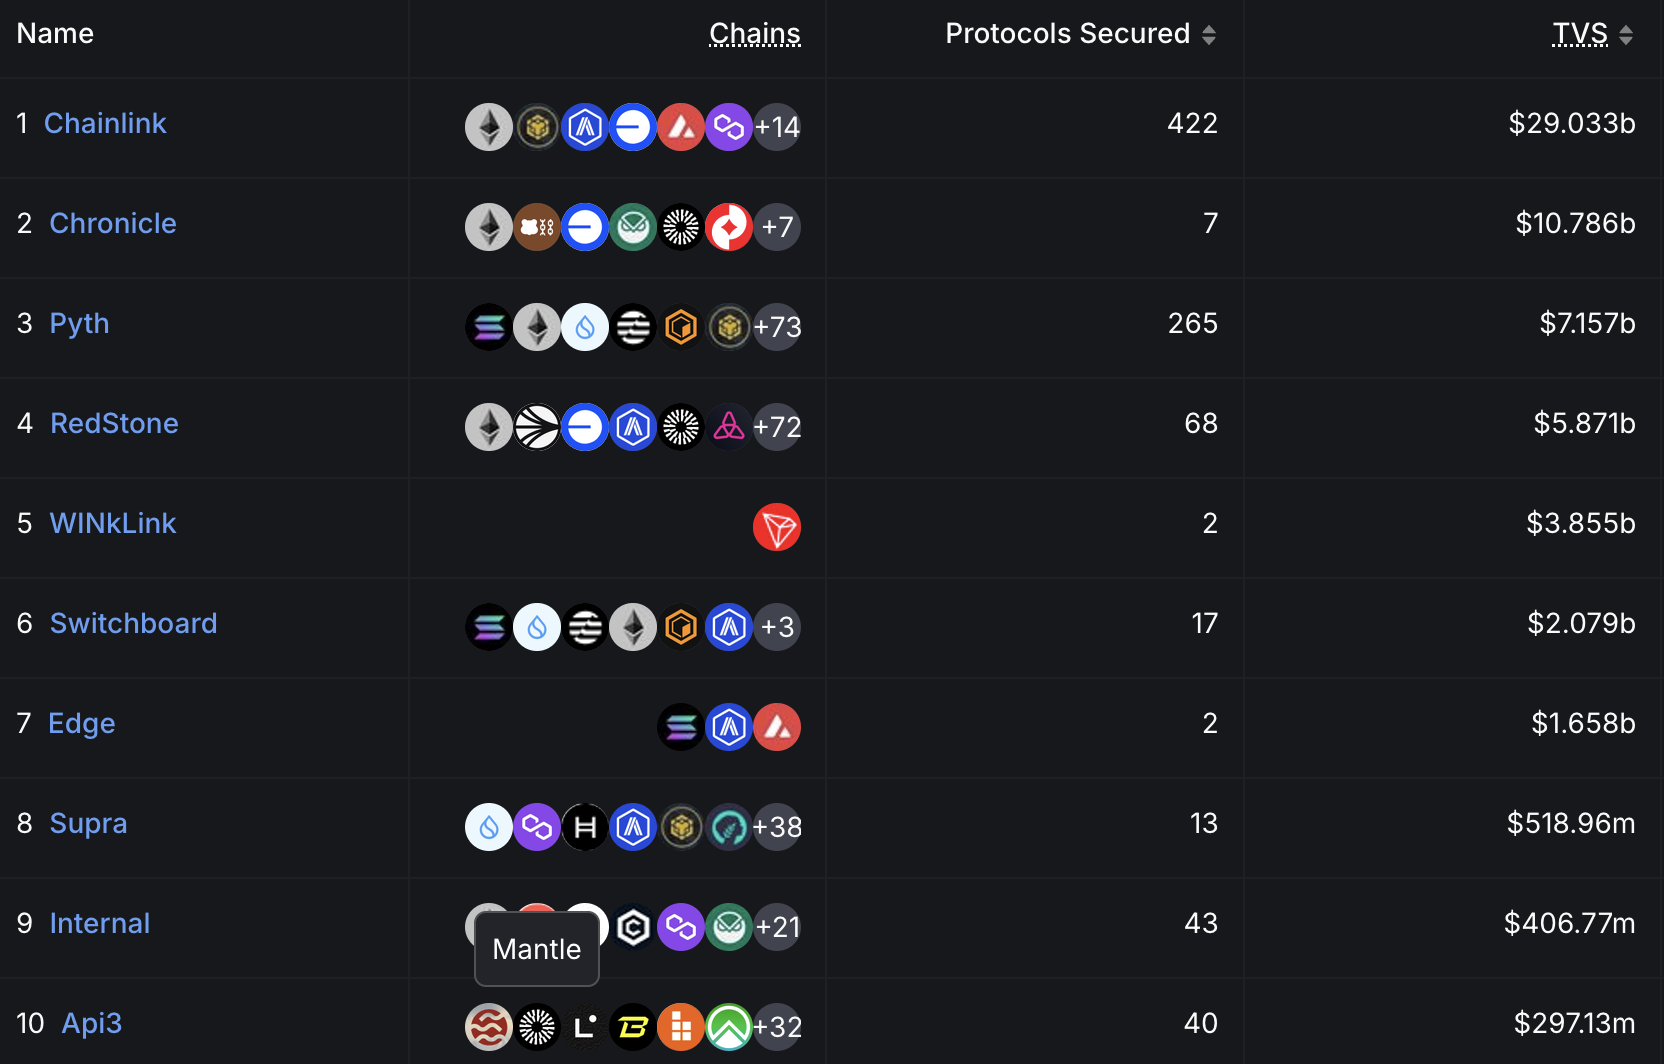 Name Chains Protocols Secured TVS
1 Chainlink +14 422 $29.033b
2 Chronicle +7 7 $10.786b
3 Pyth +73 265 $7.157b
4 RedStone +72 68 $5.871b
5 WINkLink 2 $3.855b
6 Switchboard +3 17 $2.079b
7 Edge 2 $1.658b
8 Supra +38 13 $518.96m
9 Internal +21 43 $406.77m
Mantle
10 Api3 +32 40 $297.13m